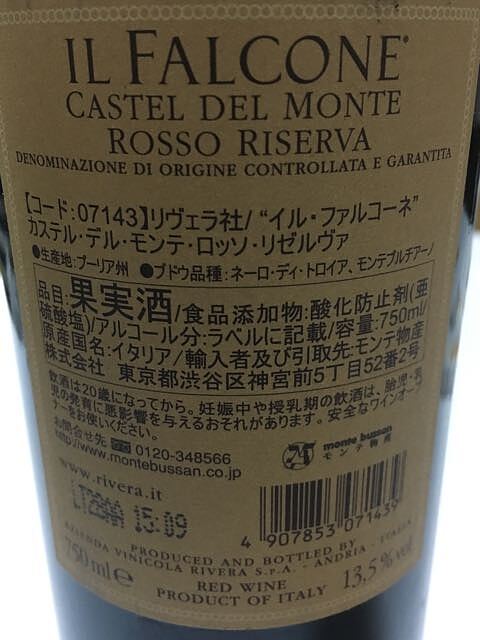 IL FALCONE®
CASTEL DEL MONTE
ROSSO RISERVA
DENOMINAZIONE DI ORIGINE CONTROLLATA E GARANTITA
【コード:07143】リヴェラ社/ “イル・ファルコーネ”
カステル・デル・モンテ・ロッソ・リゼルヴァ
●生産地:プーリア州 ●ブドウ品種:ネーロ・ディ・トロイア、モンテプルチアーノ
品目:果実酒/食品添加物:酸化防止剤(亜
硫酸塩)/アルコール分:ラベルに記載/容量:750ml/
原産国名:イタリア/輸入者及び引取先:モンテ物産
株式会社 東京都渋谷区神宮前5丁目52番2号
飲酒は20歳になってから。妊娠中や授乳期の飲酒は、胎児・乳
児の発育に悪影響を与えるおそれがあります。安全なワインオープ
ナーをお使いください。
お問合せ先 0120-348566
http://www.montebussan.co.jp
monte bussan
モンテ物産
www.rivera.it
LT28AA 15:09
4 907853 071439
PRODUCED AND BOTTLED BY
AZIENDA VINICOLA RIVERA S.p.A. - ANDRIA - ITALIA
750 ml e
RED WINE
13,5% vol
PRODUCT OF ITALY